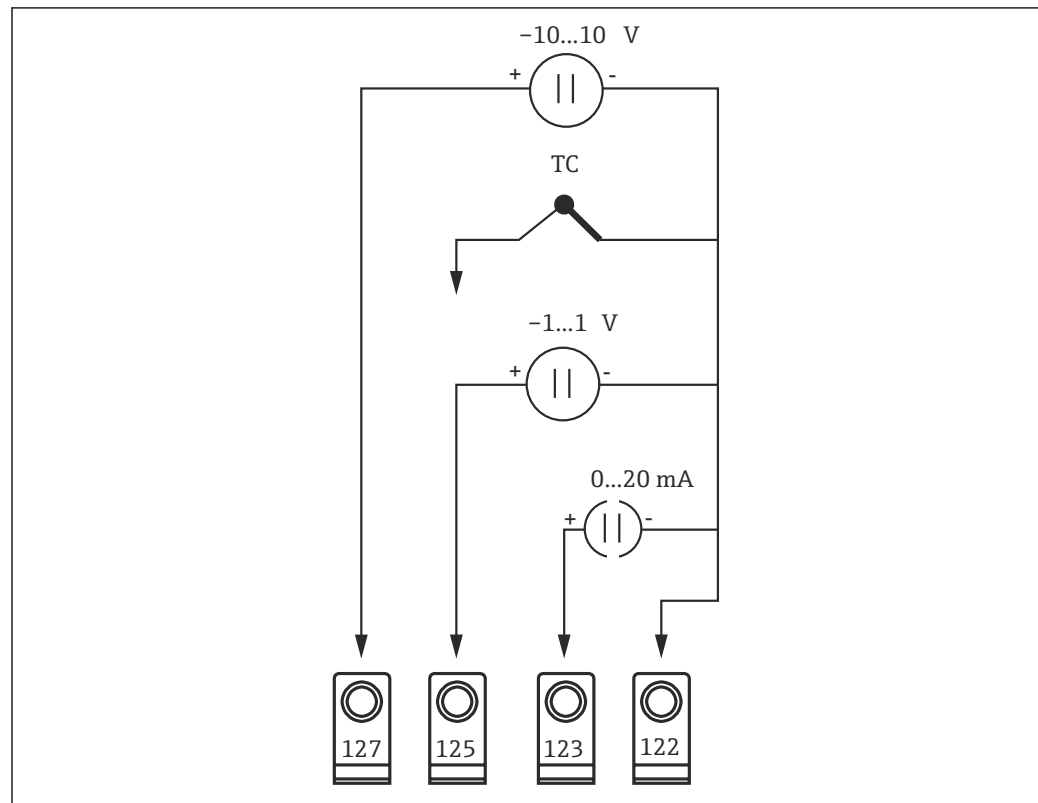 −10...10 V
+ -
TC
−1...1 V
+ -
0...20 mA
+ -
127 125 123 122